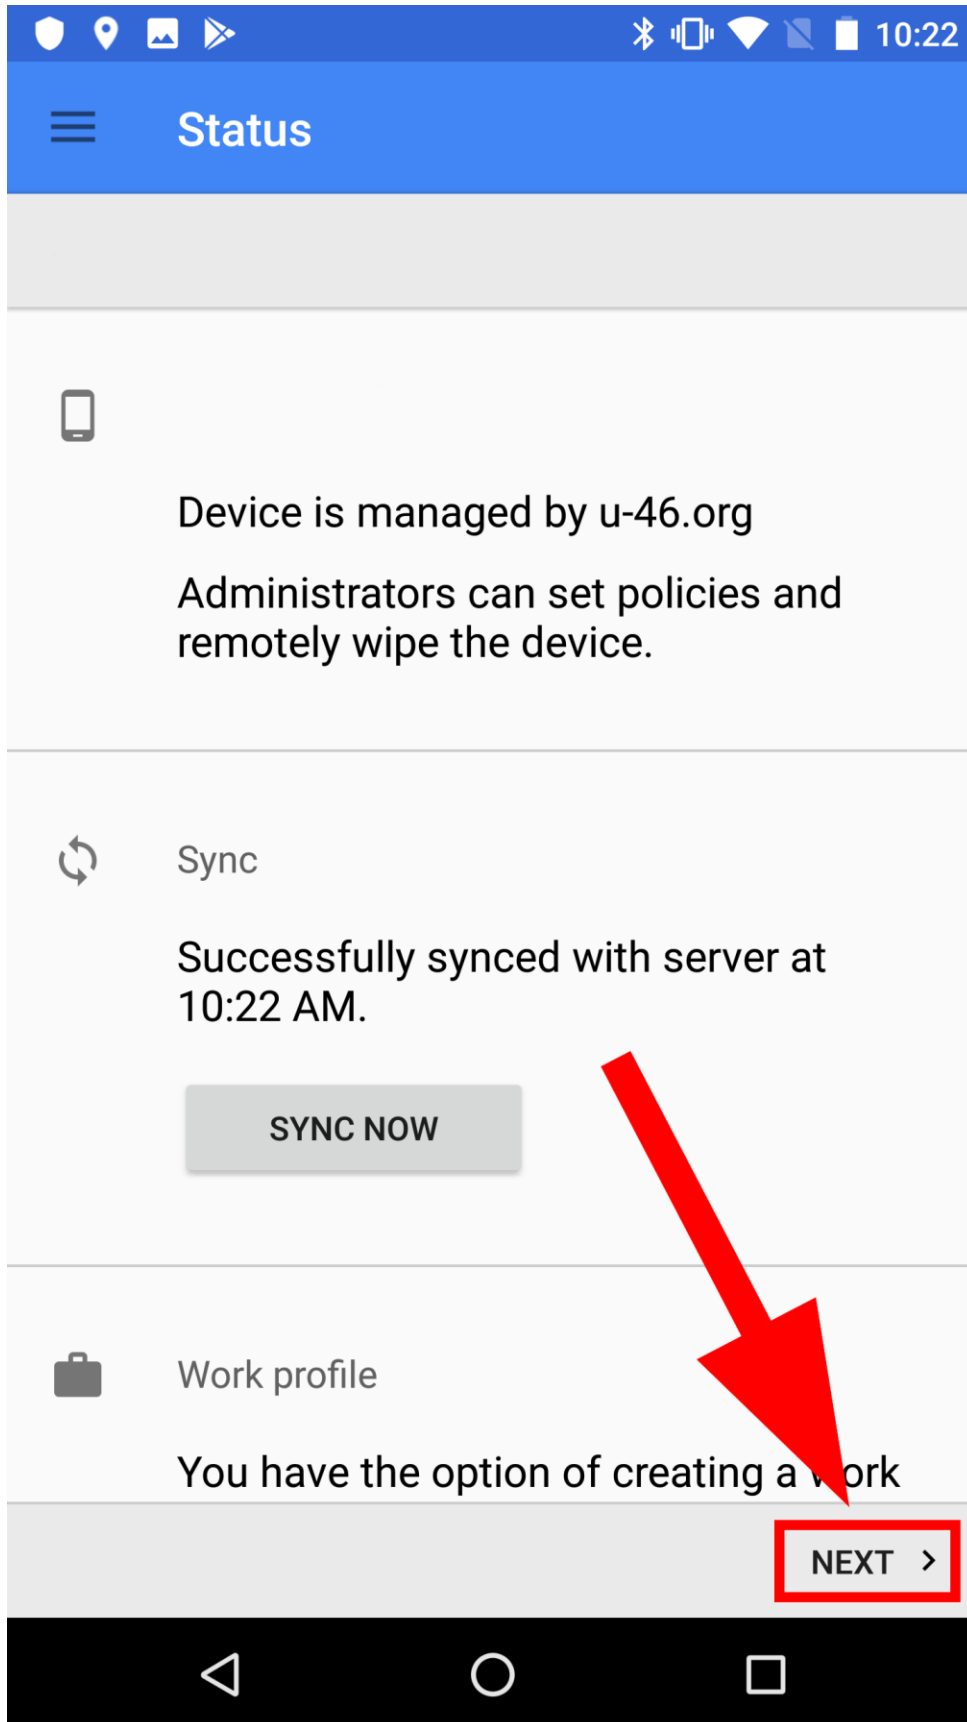 10:22
Status
Device is managed by u-46.org
Administrators can set policies and
remotely wipe the device.
Sync
Successfully synced with server at
10:22 AM.
SYNC NOW
Work profile
You have the option of creating a work
NEXT